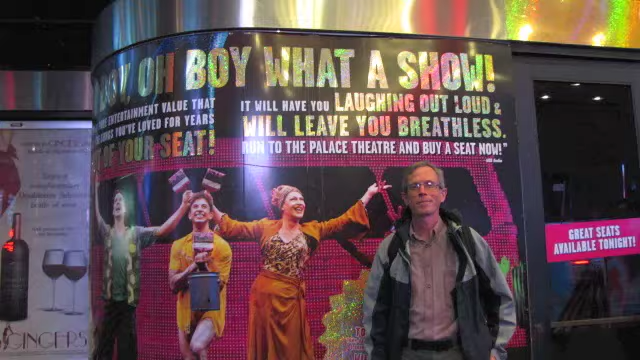 OH BOY WHAT A SHOW!
ENTERTAINMENT VALUE THAT
YOU'VE LOVED FOR YEARS
OF YOUR SEAT!
IT WILL HAVE YOU LAUGHING OUT LOUD &
WILL LEAVE YOU BREATHLESS.
RUN TO THE PALACE THEATRE AND BUY A SEAT NOW!"
GREAT SEATS
AVAILABLE TONIGHT!
GINGERS